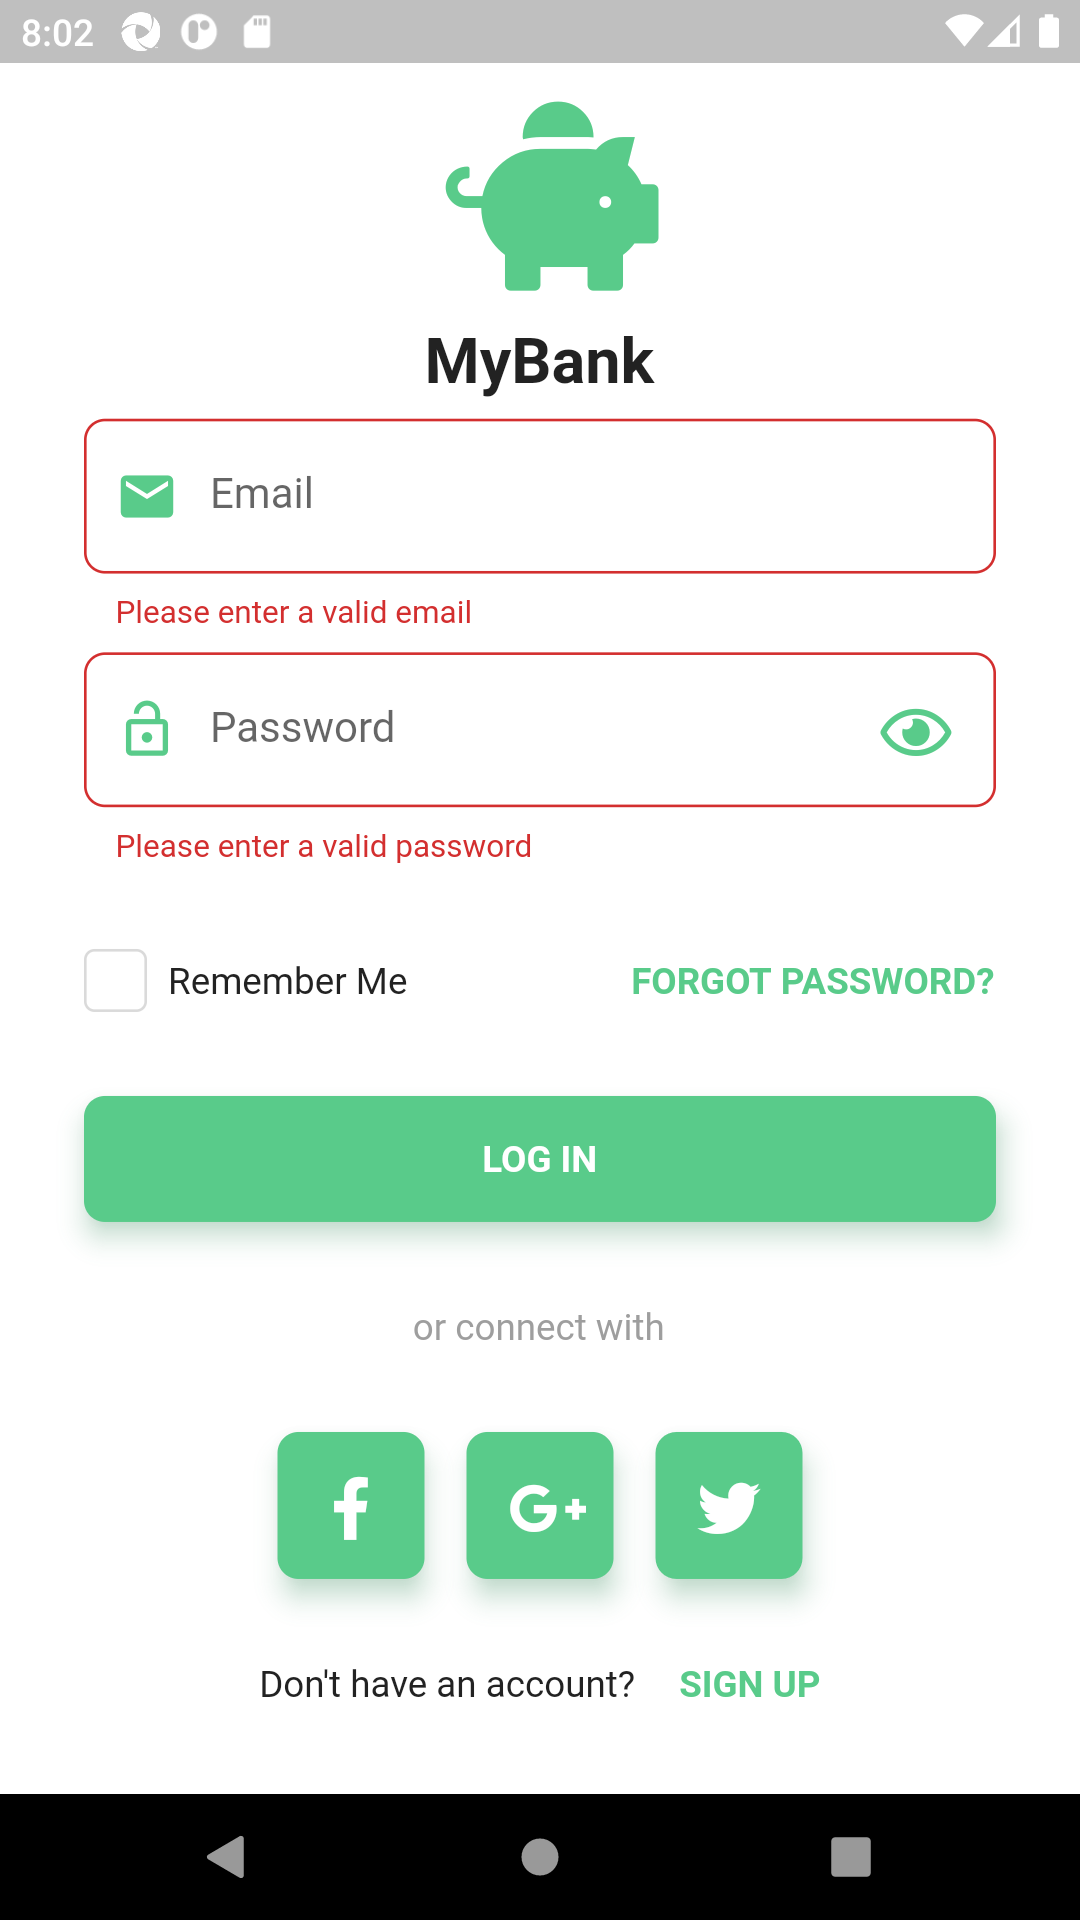 8:02
MyBank
Email
Please enter a valid email
Password
Please enter a valid password
Remember Me
FORGOT PASSWORD?
LOG IN
or connect with
Don't have an account? SIGN UP